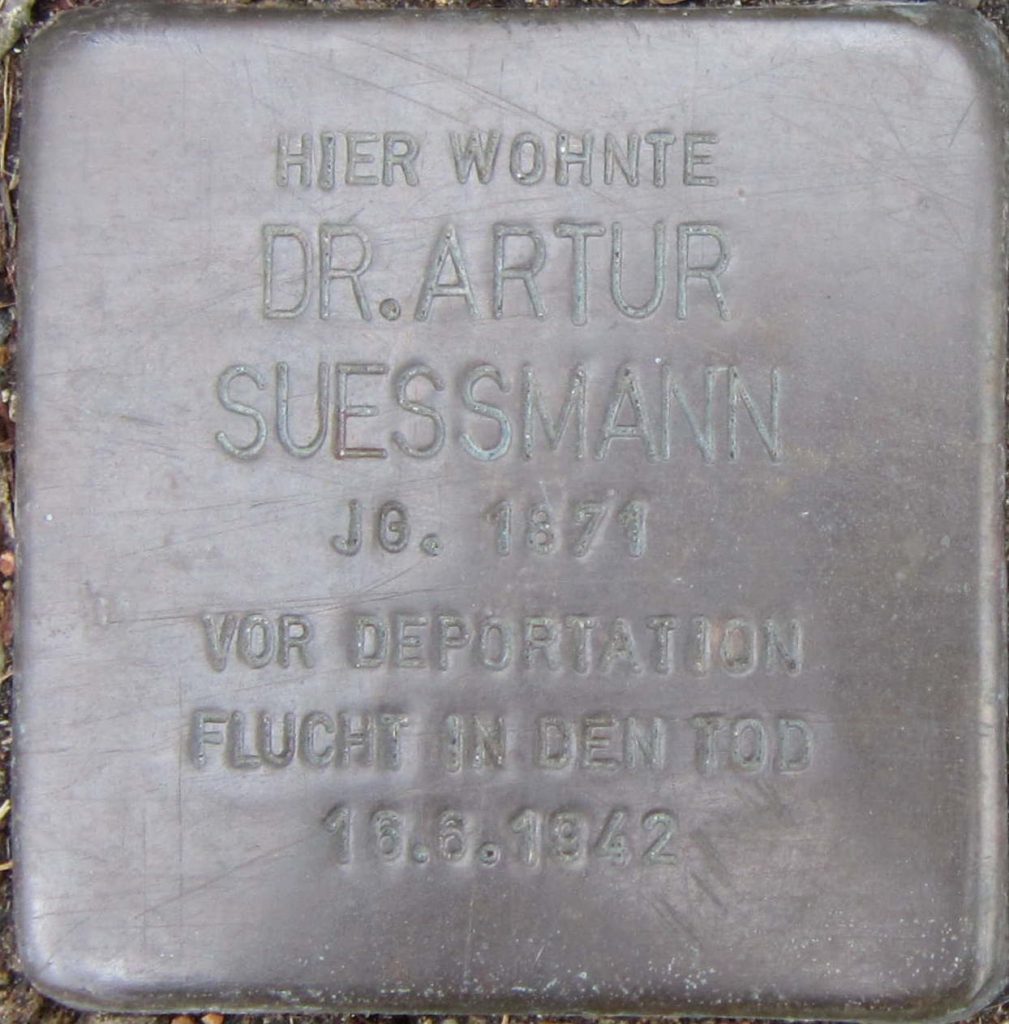 HIER WOHNTE
DR. ARTUR
SUESSMANN
JG. 1871
VOR DEPORTATION
FLUCHT IN DEN TOD
16.6.1942